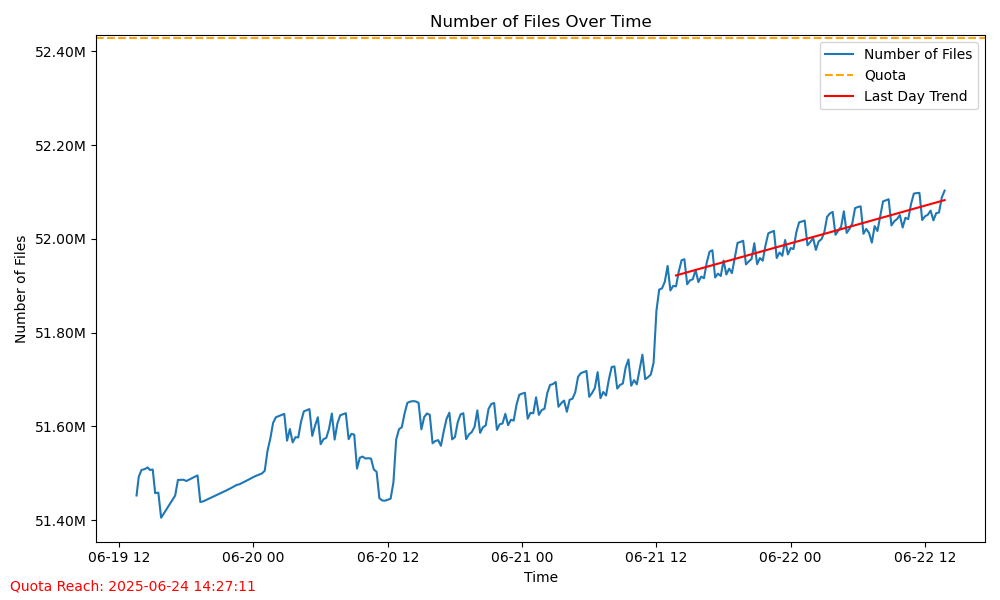 Number of Files Over Time
52.40M
52.20M
52.00M
51.80M
51.60M
51.40M
Number of Files
Number of Files
Quota
Last Day Trend
06-19 12
06-20 00
06-20 12
06-21 00
06-21 12
06-22 00
06-22 12
Time
Quota Reach: 2025-06-24 14:27:11